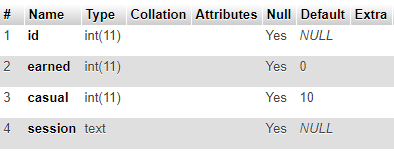 # Name Type Collation Attributes Null Default Extra
1 id int(11) Yes NULL
2 earned int(11) Yes 0
3 casual int(11) Yes 10
4 session text Yes NULL